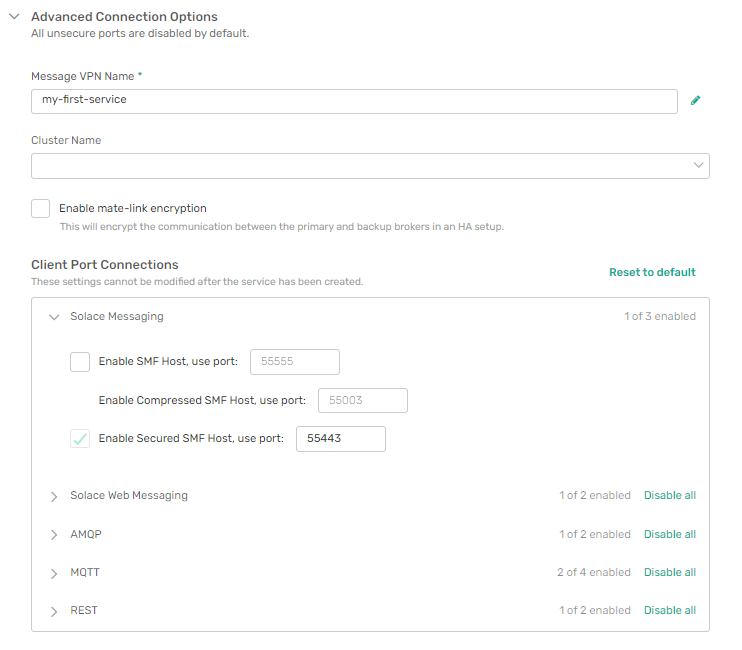 Advanced Connection Options
All unsecure ports are disabled by default.
Message VPN Name *
my-first-service
Cluster Name
Enable mate-link encryption
This will encrypt the communication between the primary and backup brokers in an HA setup.
Client Port Connections
These settings cannot be modified after the service has been created.
Reset to default
Solace Messaging 1 of 3 enabled
Enable SMF Host, use port: 55555
Enable Compressed SMF Host, use port: 55003
Enable Secured SMF Host, use port: 55443
Solace Web Messaging 1 of 2 enabled Disable all
AMQP 1 of 2 enabled Disable all
MQTT 2 of 4 enabled Disable all
REST 1 of 2 enabled Disable all